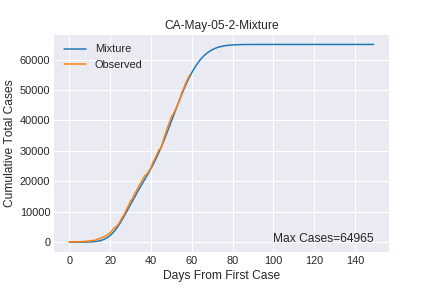 CA-May-05-2-Mixture
Mixture
Observed
60000
50000
40000
30000
20000
10000
0
Cumulative Total Cases
Max Cases=64965
0 20 40 60 80 100 120 140
Days From First Case